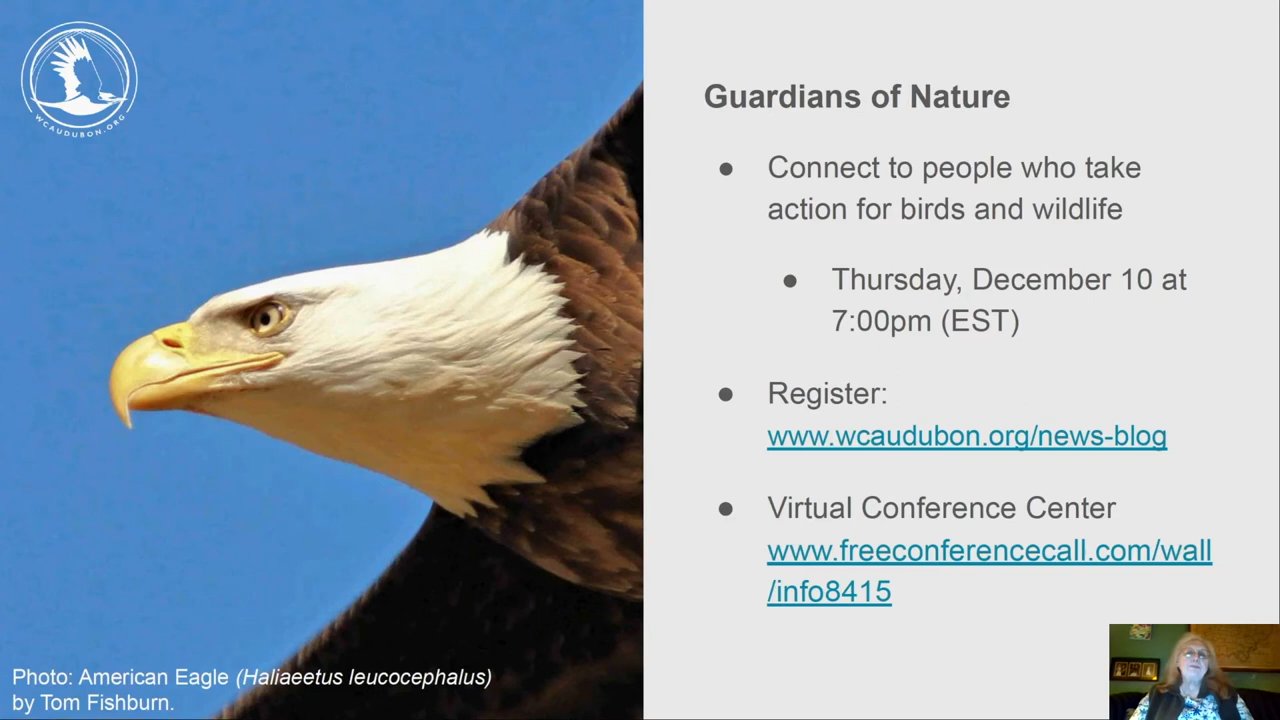 WCAUDUBON.ORG
Guardians of Nature
● Connect to people who take
action for birds and wildlife
● Thursday, December 10 at
7:00pm (EST)
● Register:
www.wcaudubon.org/news-blog
● Virtual Conference Center
www.freeconferencecall.com/wall
/info8415
Photo: American Eagle (Haliaeetus leucocephalus)
by Tom Fishburn.